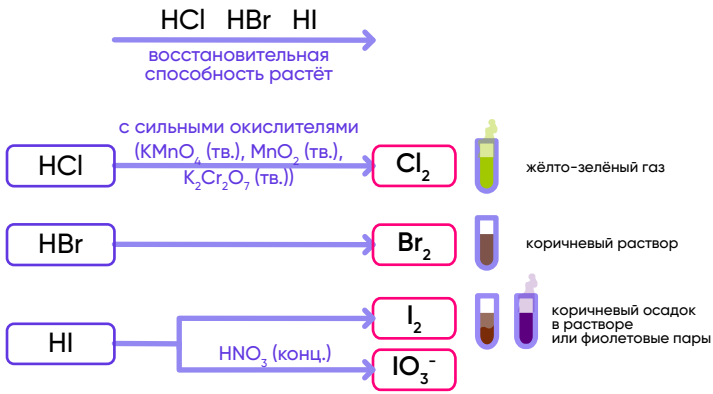 HCl HBr HI
восстановительная
способность растёт
с сильными окислителями
(KMnO₄ (тв.), MnO₂ (тв.),
K₂Cr₂O₇ (тв.))
HCl
Cl₂
жёлто-зелёный газ
HBr
Br₂
коричневый раствор
HI
I₂
коричневый осадок
в растворе
или фиолетовые пары
HNO₃ (конц.)
IO₃⁻